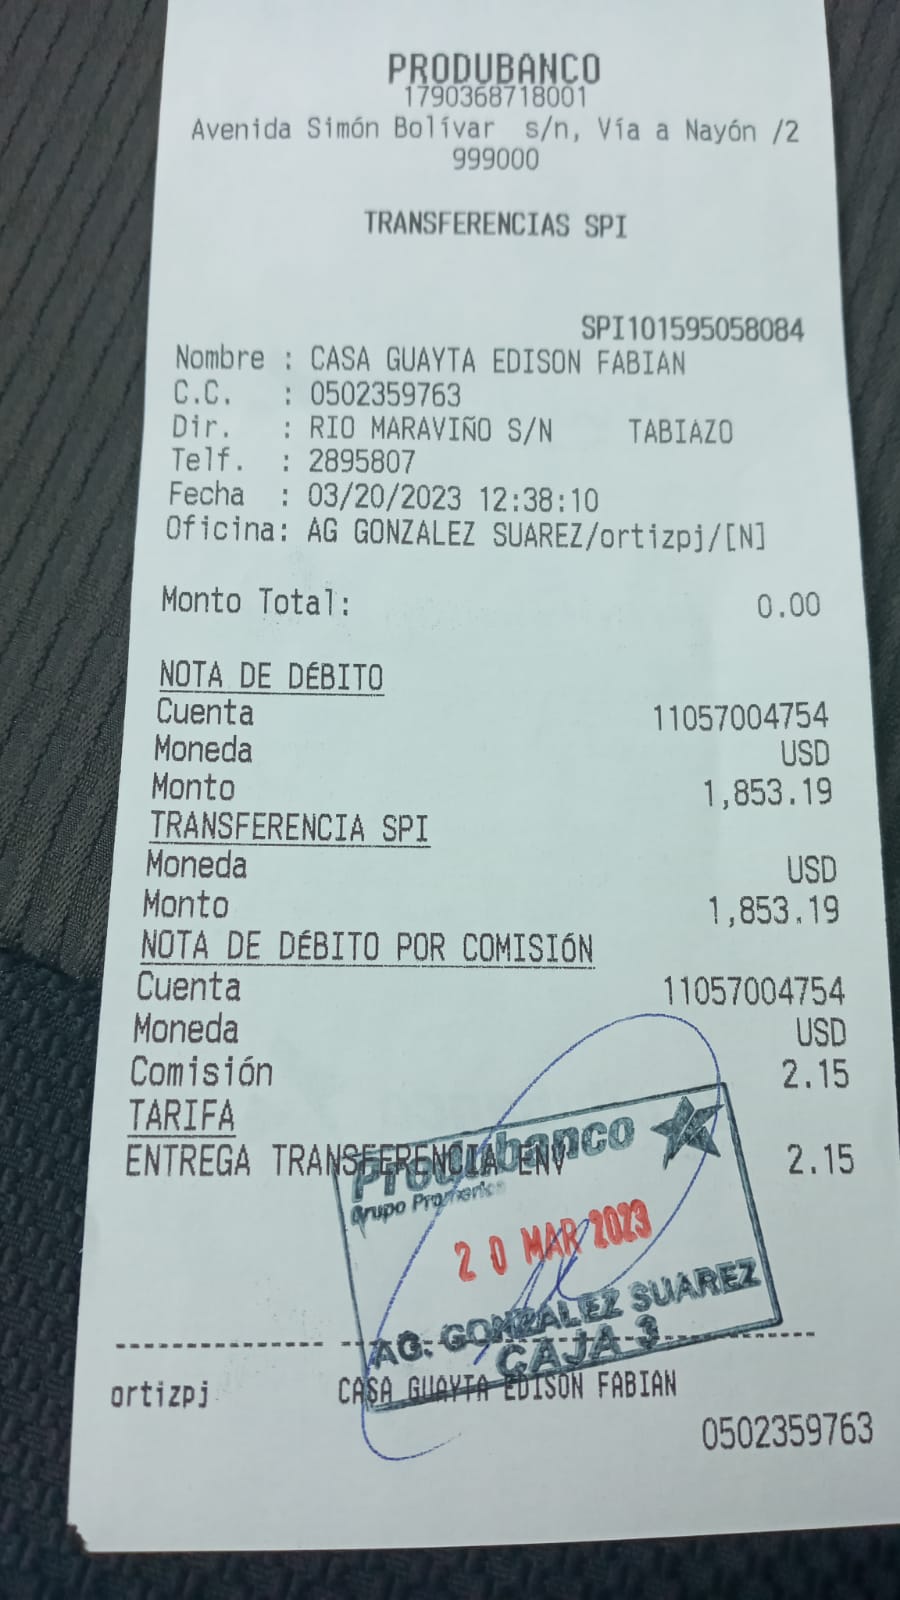 PRODUBANCO
1790368718001
Avenida Simón Bolívar s/n, Vía a Nayón /2
999000
TRANSFERENCIAS SPI
SPI101595058084
Nombre : CASA GUAYTA EDISON FABIAN
C.C. : 0502359763
Dir. : RIO MARAVIÑO S/N TABIAZO
Telf. : 2895807
Fecha : 03/20/2023 12:38:10
Oficina: AG GONZALEZ SUAREZ/ortizpj/[N]
Monto Total: 0.00
NOTA DE DÉBITO
Cuenta 11057004754
Moneda USD
Monto 1,853.19
TRANSFERENCIA SPI
Moneda USD
Monto 1,853.19
NOTA DE DÉBITO POR COMISIÓN
Cuenta 11057004754
Moneda USD
Comisión 2.15
TARIFA
ENTREGA TRANSFERENCIA ENV 2.15
Produbanco
Grupo Promerica
20 MAR 2023
AG. GONZALEZ SUAREZ
CAJA 3
ortizpj CASA GUAYTA EDISON FABIAN
0502359763